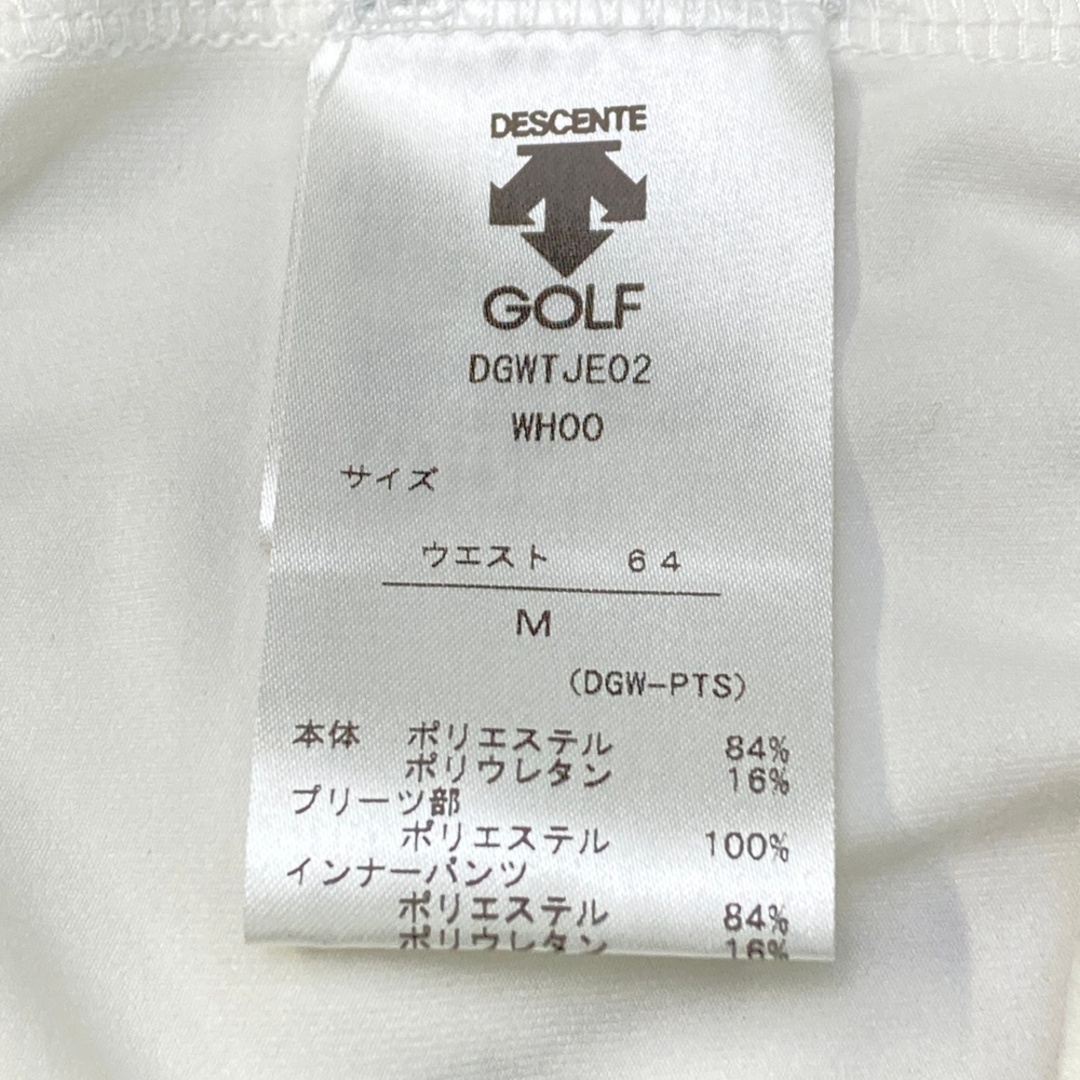 DESCENTE
GOLF
DGWTJE02
WH00
サイズ
ウエスト 64
M
(DGW-PTS)
本体 ポリエステル 84%
ポリウレタン 16%
プリーツ部
ポリエステル 100%
インナーパンツ
ポリエステル 84%
ポリウレタン 16%